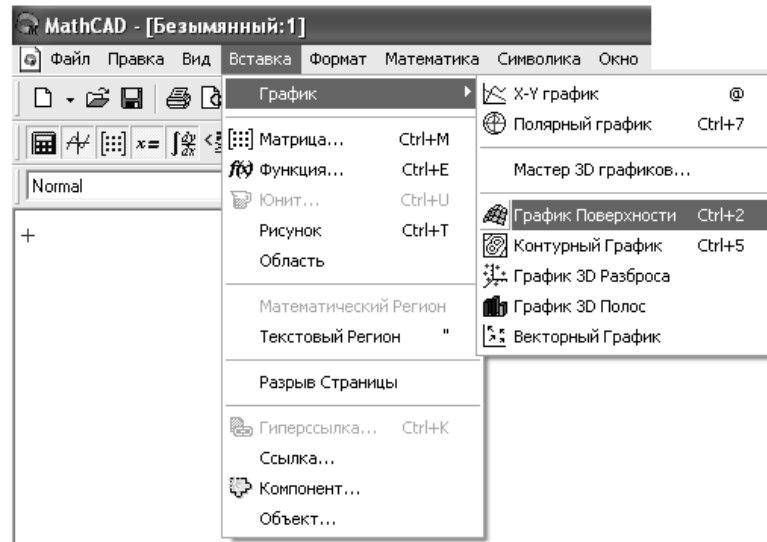 MathCAD - [Безымянный:1]
Файл Правка Вид Вставка Формат Математика Символика Окно
Normal
График
Матрица... Ctrl+M
Функция... Ctrl+E
Юнит... Ctrl+U
Рисунок Ctrl+T
Область
Математический Регион
Текстовый Регион "
Разрыв Страницы
Гиперссылка... Ctrl+K
Ссылка...
Компонент...
Объект...
X-Y график @
Полярный график Ctrl+7
Мастер 3D графиков...
График Поверхности Ctrl+2
Контурный График Ctrl+5
График 3D Разброса
График 3D Полос
Векторный График